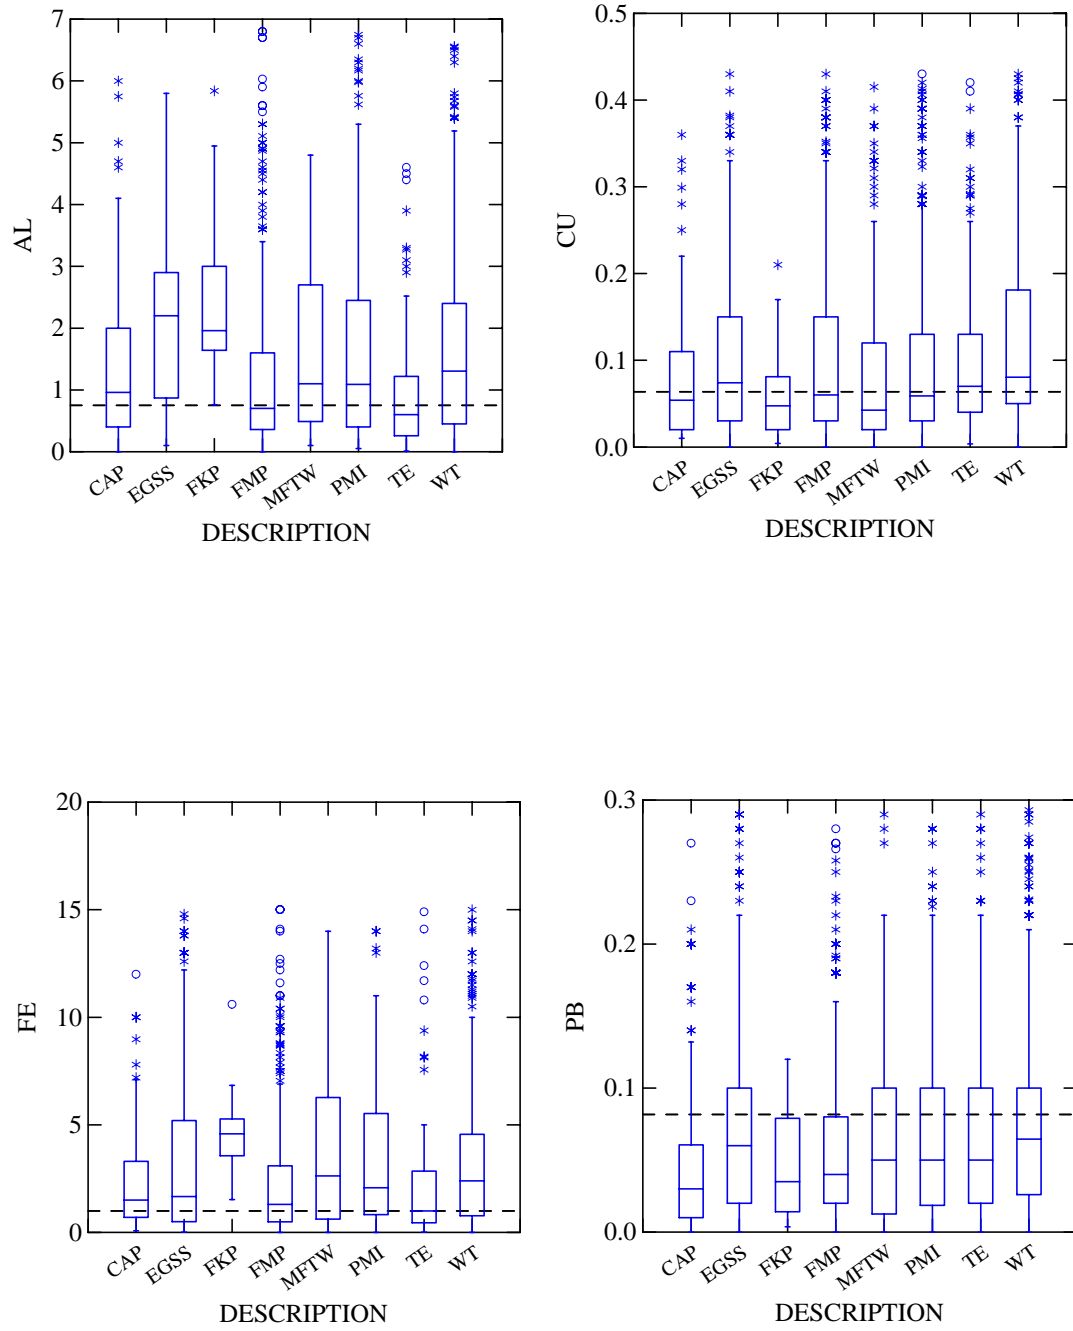 7
6
5
4
3
2
1
0
AL
CAP
EGSS
FKP
FMP
MFTW
PMI
TE
WT
DESCRIPTION
0.5
0.4
0.3
0.2
0.1
0.0
CU
CAP
EGSS
FKP
FMP
MFTW
PMI
TE
WT
DESCRIPTION
20
15
10
5
0
FE
CAP
EGSS
FKP
FMP
MFTW
PMI
TE
WT
DESCRIPTION
0.3
0.2
0.1
0.0
PB
CAP
EGSS
FKP
FMP
MFTW
PMI
TE
WT
DESCRIPTION